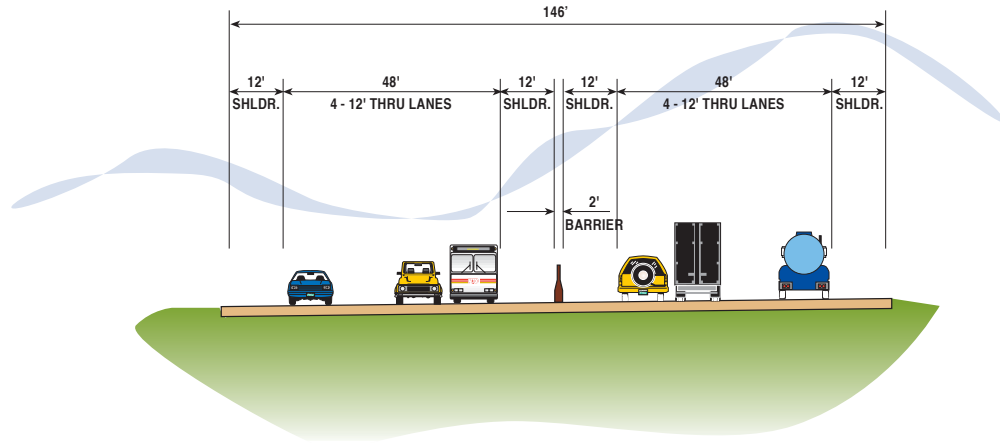 146'
12' 48' 12' 12' 48' 12'
SHLDR. 4 - 12' THRU LANES SHLDR. SHLDR. 4 - 12' THRU LANES SHLDR.
2'
BARRIER